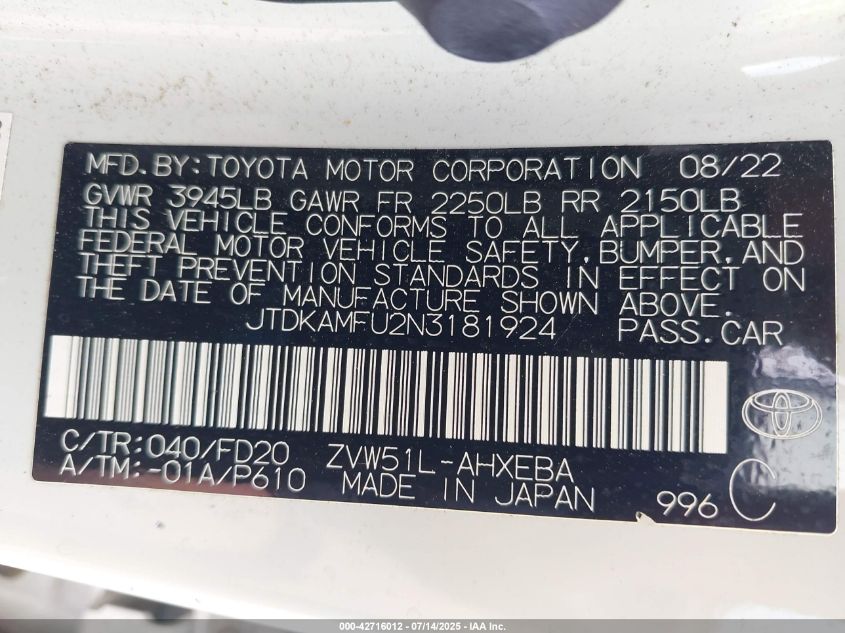 MFD.BY:TOYOTA MOTOR CORPORATION 08/22
GVWR 3945LB GAWR FR 2250LB RR 2150LB
THIS VEHICLE CONFORMS TO ALL APPLICABLE
FEDERAL MOTOR VEHICLE SAFETY,BUMPER,AND
THEFT PREVENTION STANDARDS IN EFFECT ON
THE DATE OF MANUFACTURE SHOWN ABOVE.
JTDKAMFU2N3181924 PASS.CAR
C/TR:040/FD20 ZVW51L-AHXEBA
A/TM:-01A/P610 MADE IN JAPAN 996 C
000-42716012 - 07/14/2025 - IAA Inc.